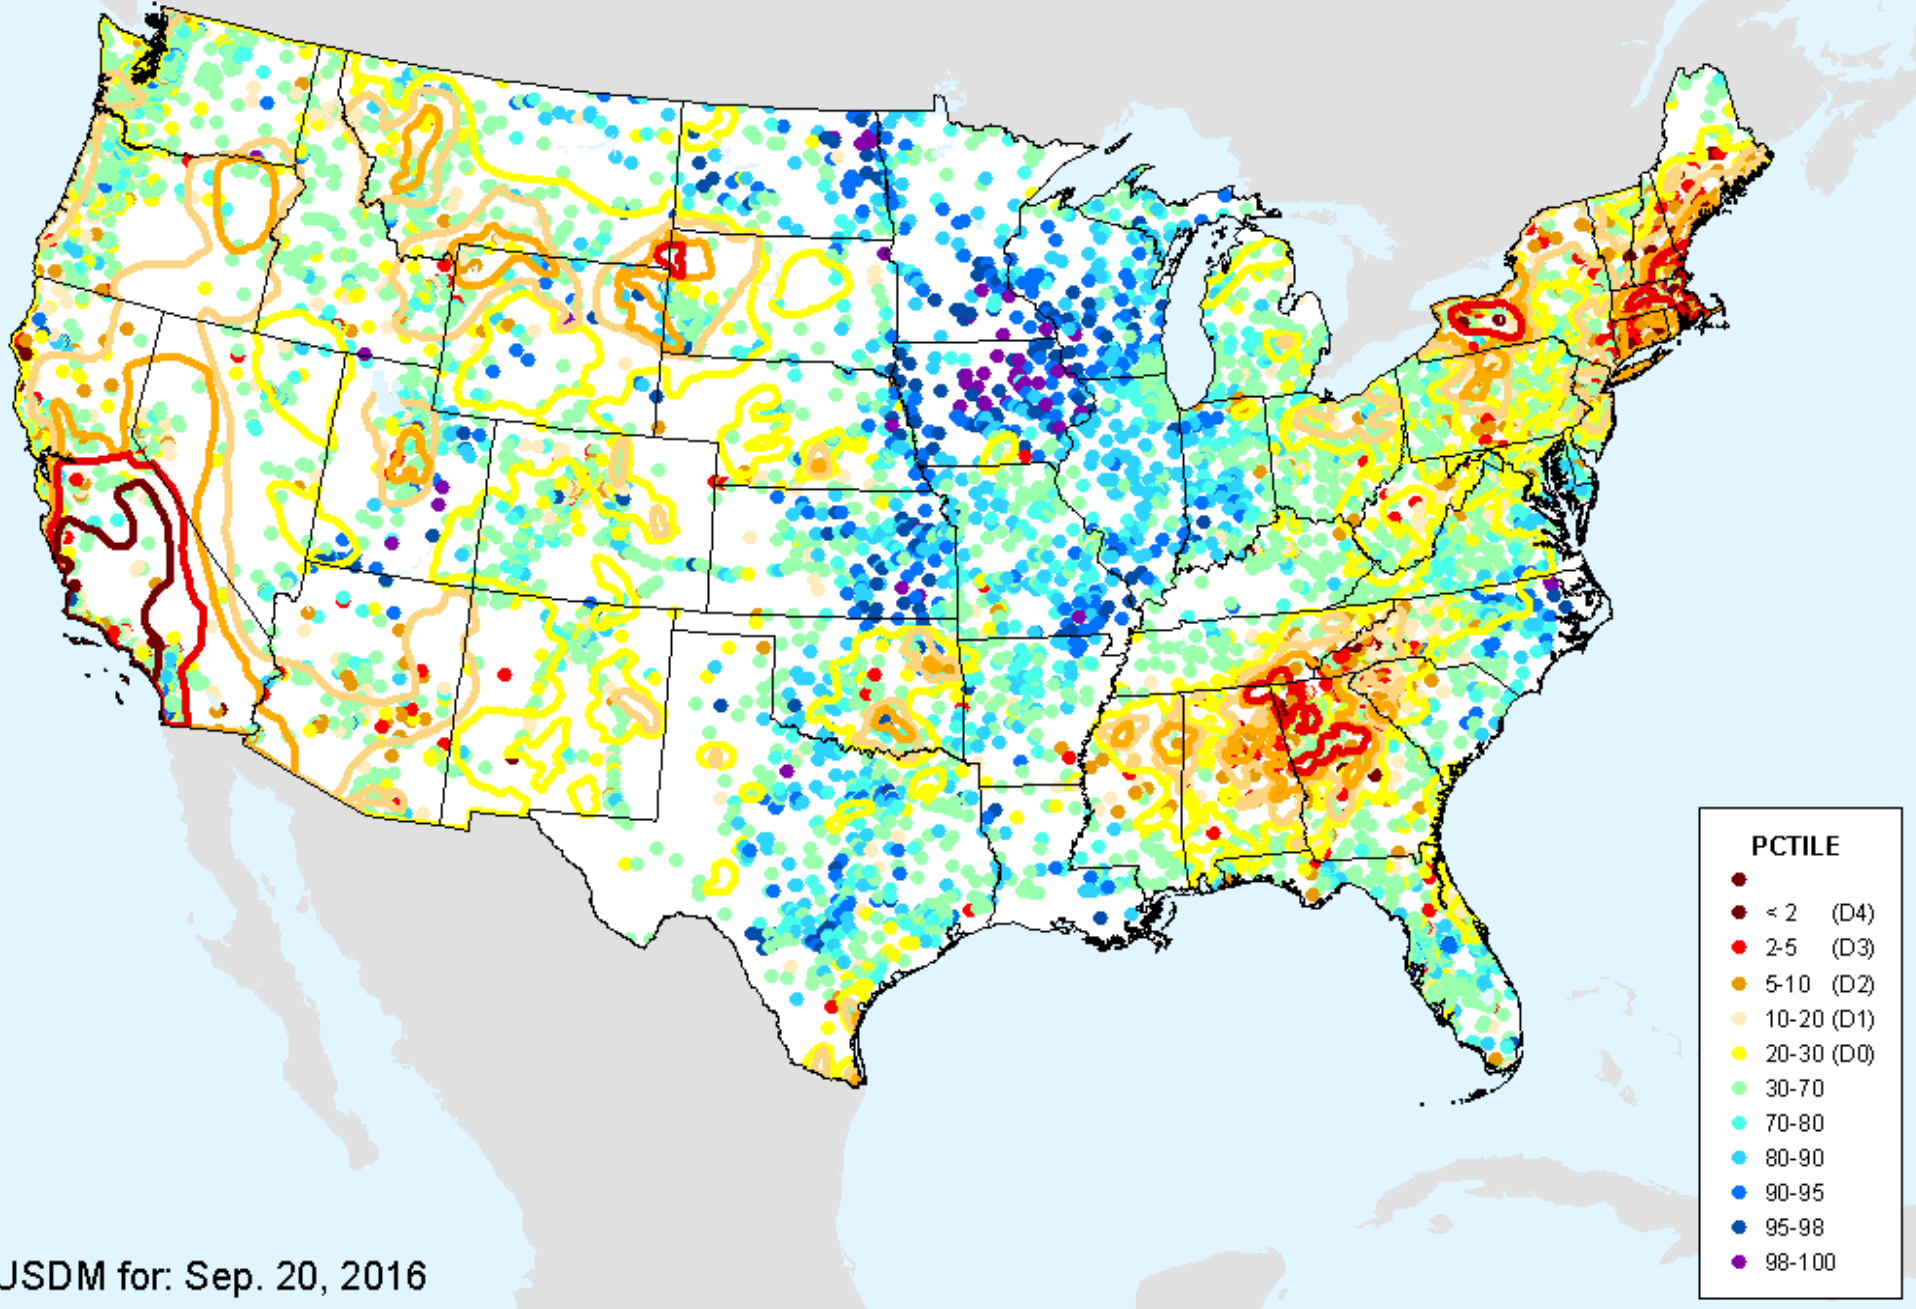 PCTILE
< 2 (D4)
2-5 (D3)
5-10 (D2)
10-20 (D1)
20-30 (D0)
30-70
70-80
80-90
90-95
95-98
98-100
USDM for: Sep. 20, 2016